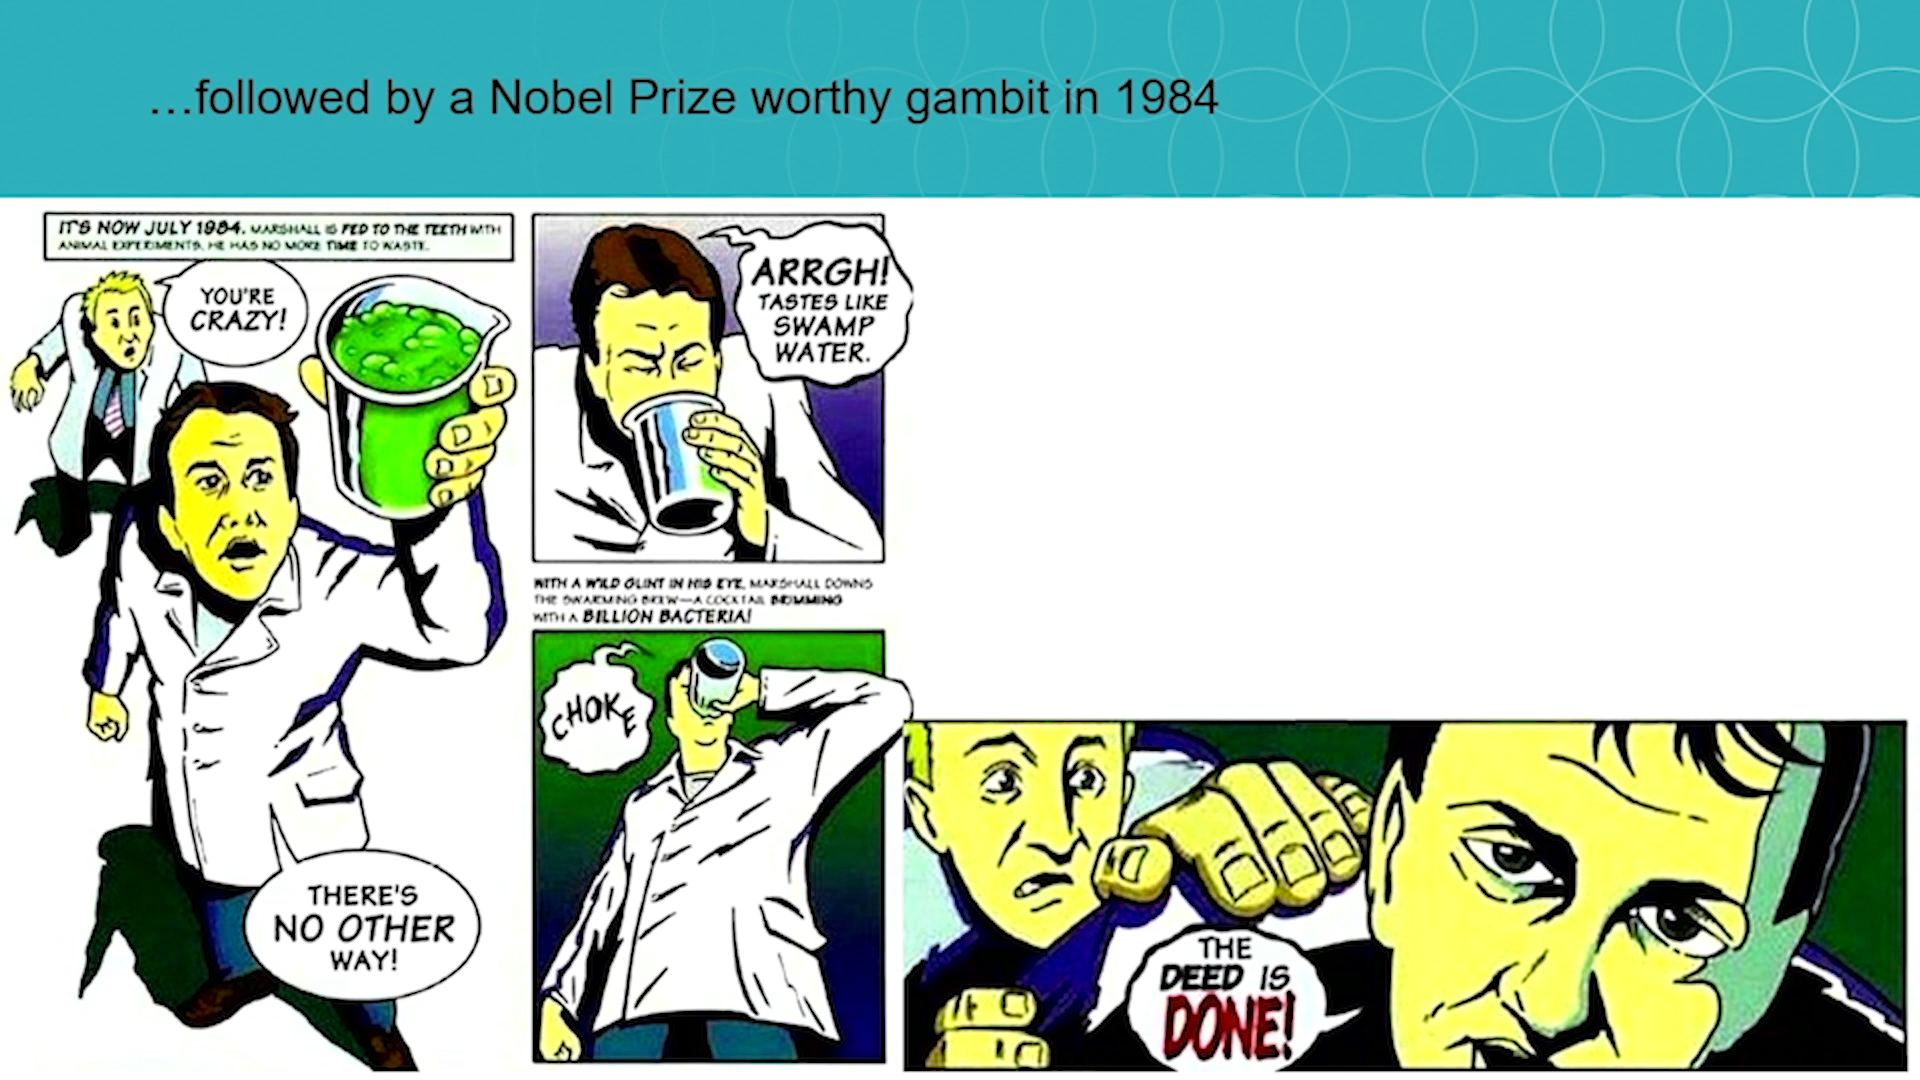 …followed by a Nobel Prize worthy gambit in 1984
IT'S NOW JULY 1984. MARSHALL IS FED TO THE TEETH WITH
ANIMAL EXPERIMENTS. HE HAS NO MORE TIME TO WASTE.
YOU'RE
CRAZY!
THERE'S
NO OTHER
WAY!
ARRGH!
TASTES LIKE
SWAMP
WATER.
WITH A WILD GLINT IN HIS EYE, MARSHALL DOWNS
THE SWARMING BREW—A COCKTAIL BRIMMING
WITH A BILLION BACTERIA!
CHOKE
THE
DEED IS
DONE!